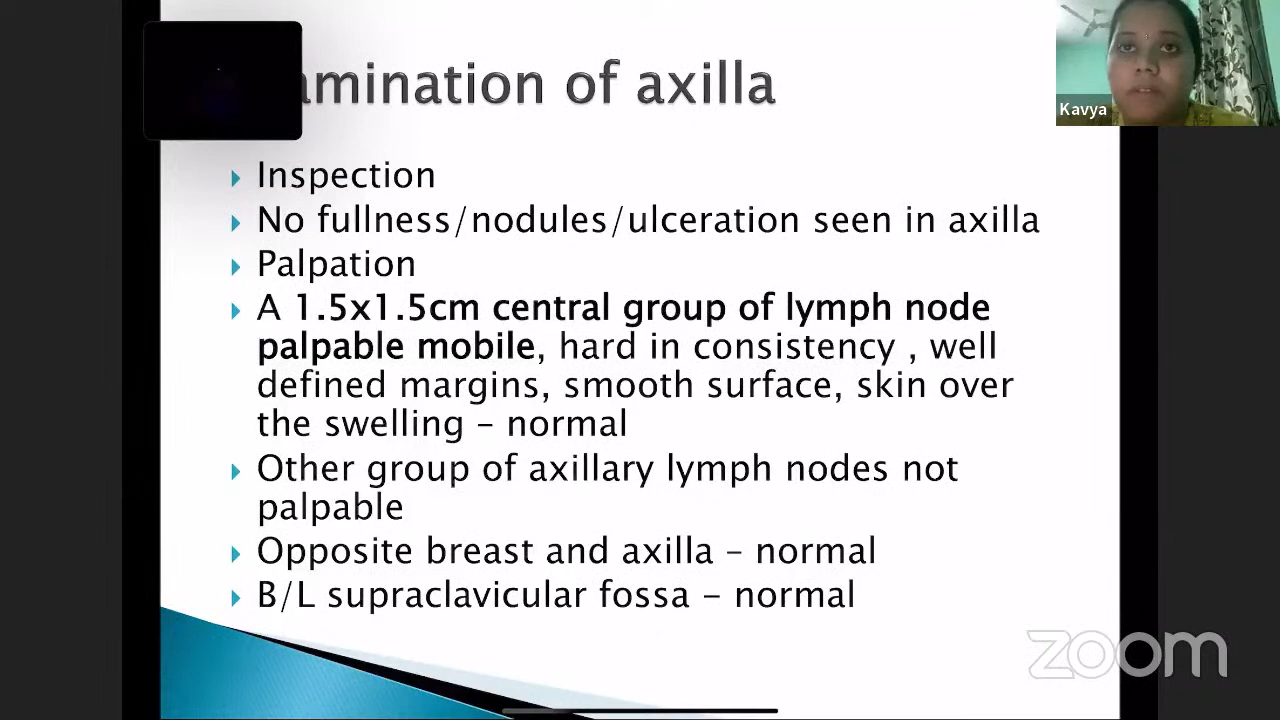 amination of axilla
Kavya
Inspection
No fullness/nodules/ulceration seen in axilla
Palpation
A 1.5x1.5cm central group of lymph node
palpable mobile, hard in consistency , well
defined margins, smooth surface, skin over
the swelling – normal
Other group of axillary lymph nodes not
palpable
Opposite breast and axilla – normal
B/L supraclavicular fossa – normal
zoom